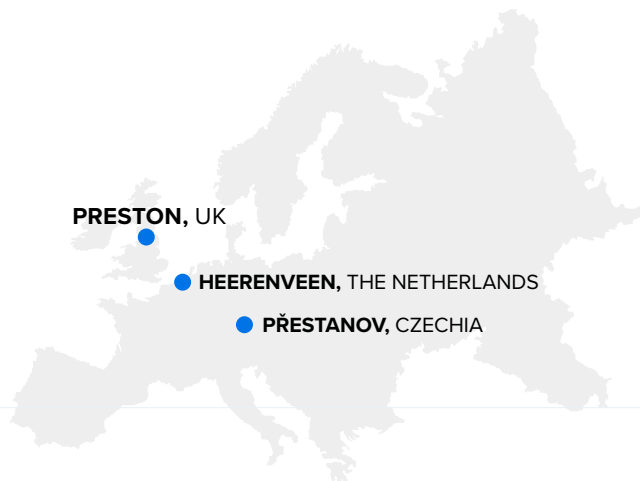 PRESTON, UK
HEERENVEEN, THE NETHERLANDS
PŘESTANOV, CZECHIA